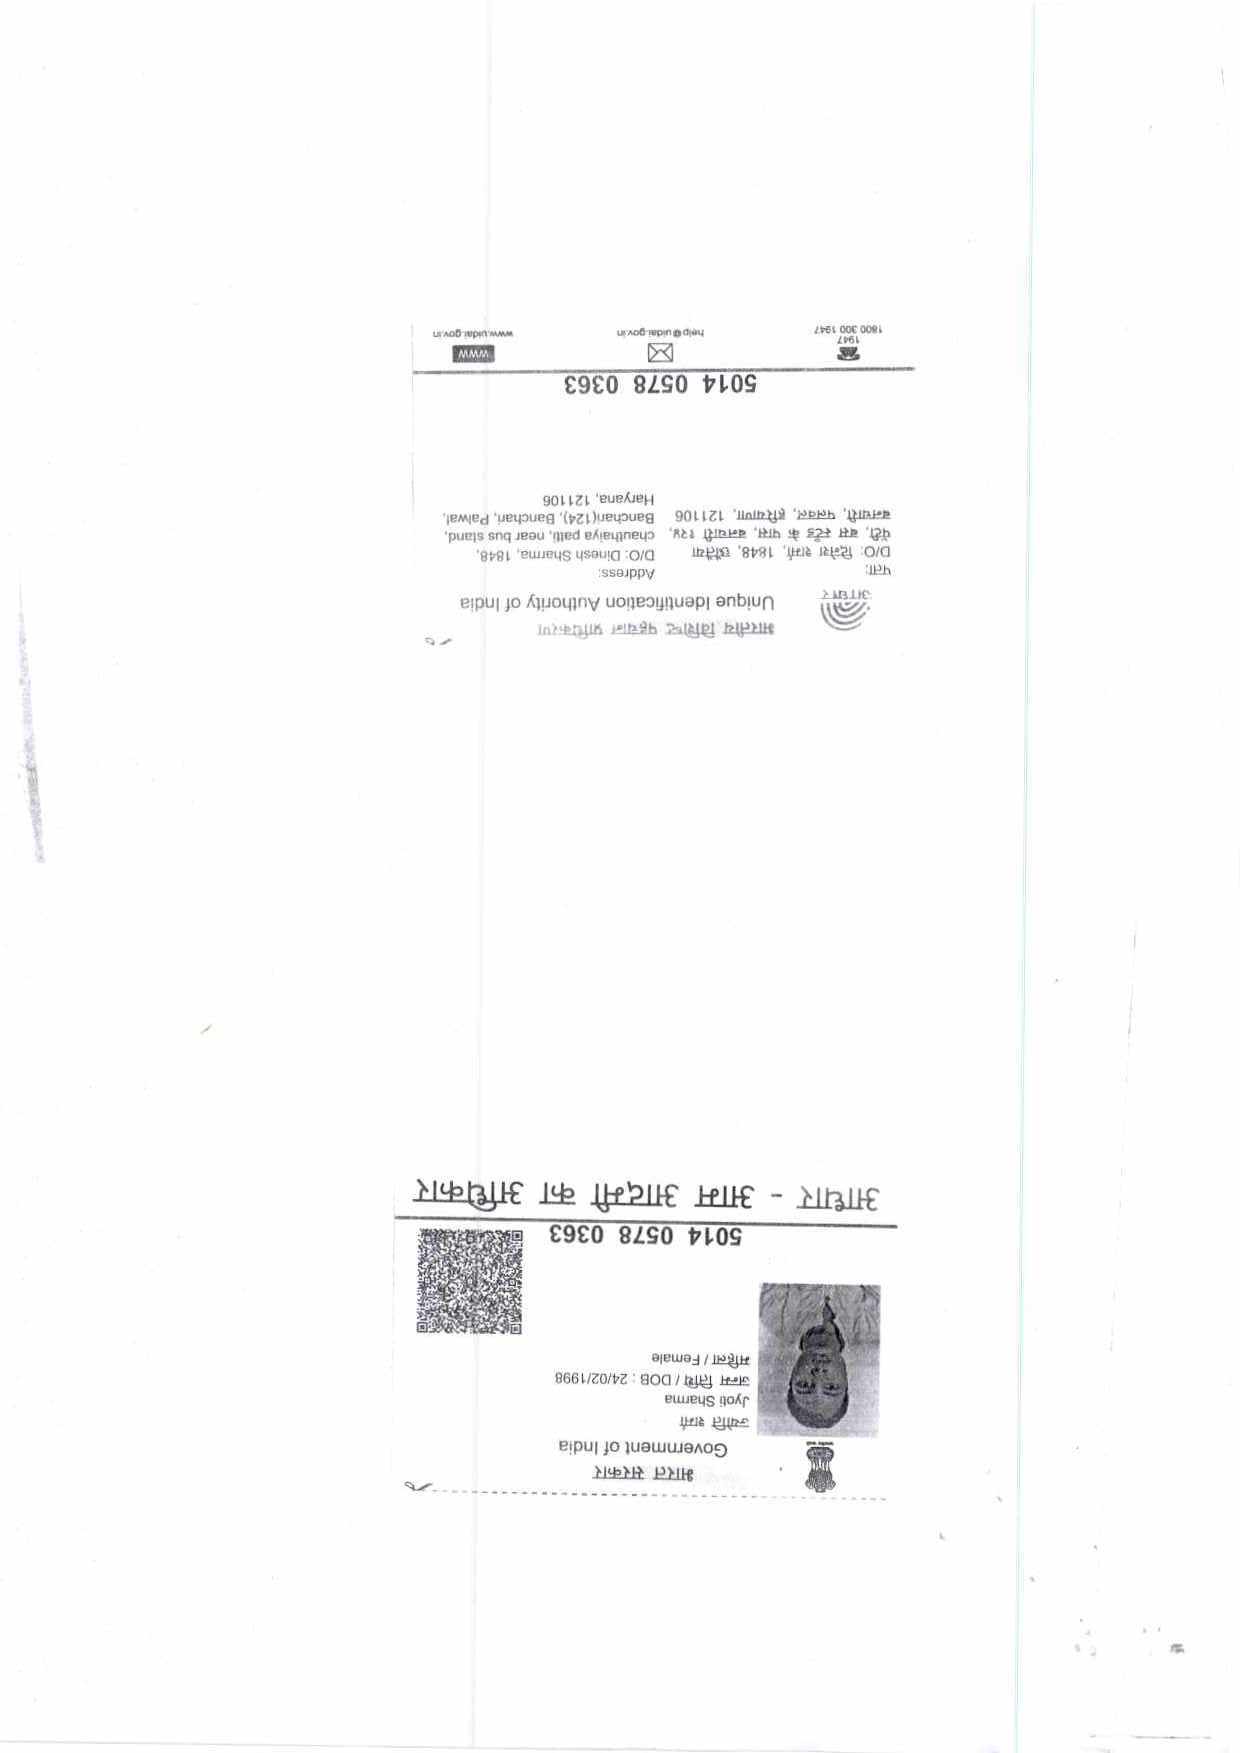 भारत सरकार
Government of India
ज्योति शर्मा
Jyoti Sharma
जन्म तिथि / DOB : 24/02/1998
महिला / Female
5014 0578 0363
आधार - आम आदमी का अधिकार
भारतीय विशिष्ट पहचान प्राधिकरण
Unique Identification Authority of India
आधार
पता:
D/O: दिनेश शर्मा, 1848, छौतैया
पट्टी, बस स्टैंड के पास, बनचारी १२४,
बनचारी, पलवल, हरियाणा, 121106
Address:
D/O: Dinesh Sharma, 1848,
chauthaiya patti, near bus stand,
Banchari(124), Banchari, Palwal,
Haryana, 121106
5014 0578 0363
1947
1800 300 1947
help@uidai.gov.in
WWW
www.uidai.gov.in